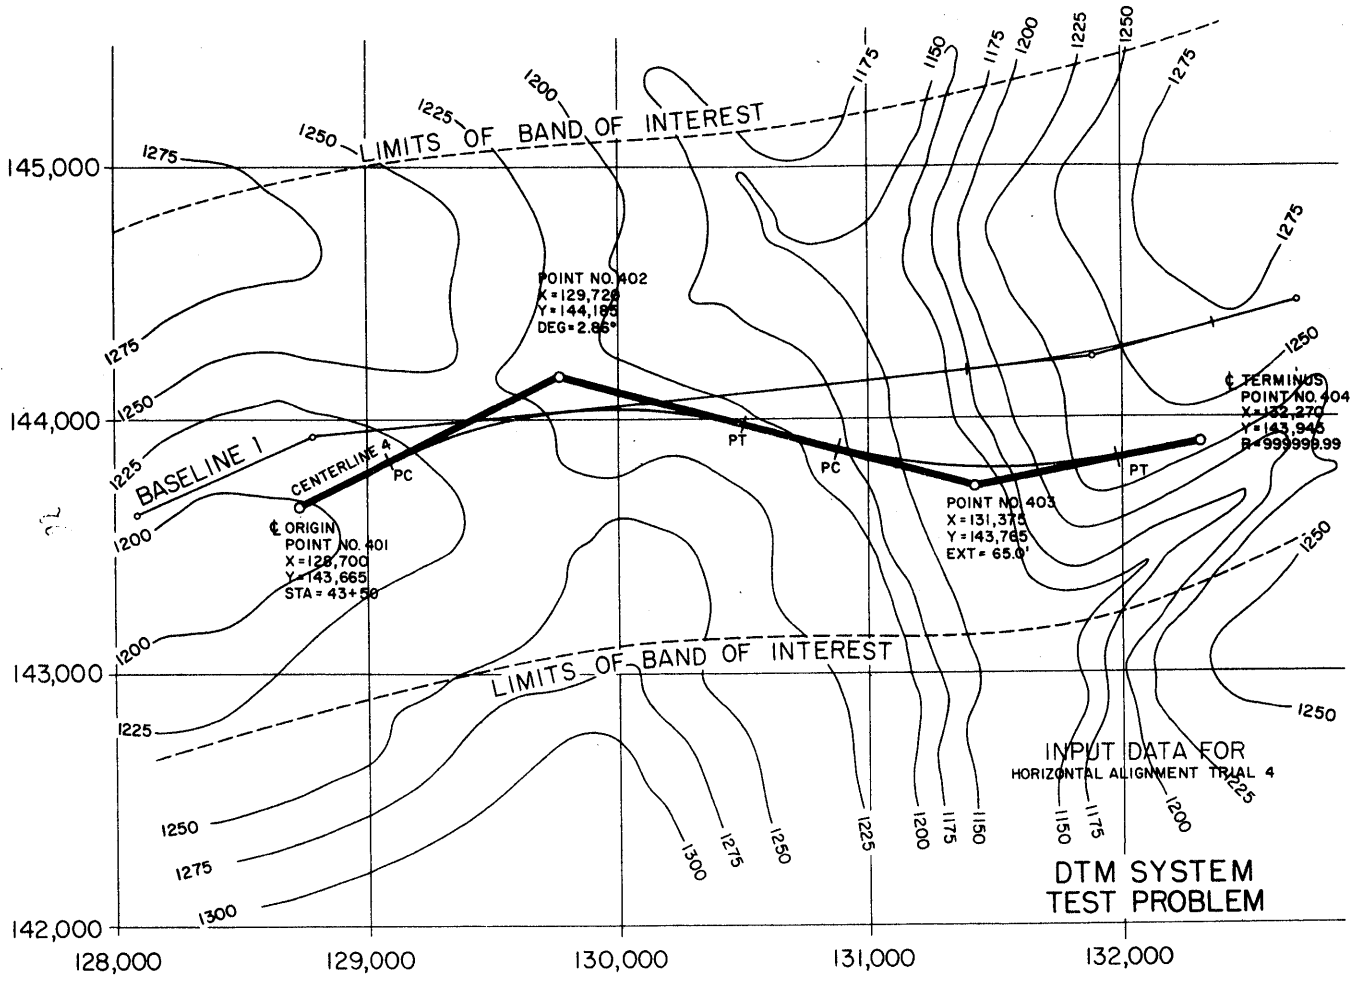 1225
1250
1200
1175
1175
1150
1275
1200
1225
LIMITS OF BAND OF INTEREST
1250
1275
145,000
1275
POINT NO. 402
X=129,720
Y=144,185
DEG=2.86°
1275
1250
₵ TERMINUS
POINT NO. 404
X=132,270
Y=143,945
R=999999.99
1250
144,000
1225
BASELINE 1
CENTERLINE 4
PC
PT
PC
PT
1200
₵ ORIGIN
POINT NO. 401
X=128,700
Y=143,665
STA=43+50
POINT NO. 403
X=131,375
Y=143,765
EXT= 65.0'
1250
1200
LIMITS OF BAND OF INTEREST
143,000
1225
1250
INPUT DATA FOR
HORIZONTAL ALIGNMENT TRIAL 4
1225
1250
1275
1300
1300
1275
1250
1225
1200
1175
1150
1150
1175
1200
DTM SYSTEM
TEST PROBLEM
142,000
128,000
129,000
130,000
131,000
132,000